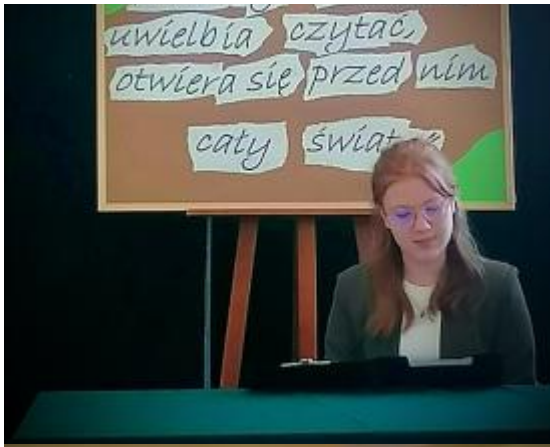 uwielbia czytać,
otwiera się przed nim
cały świat